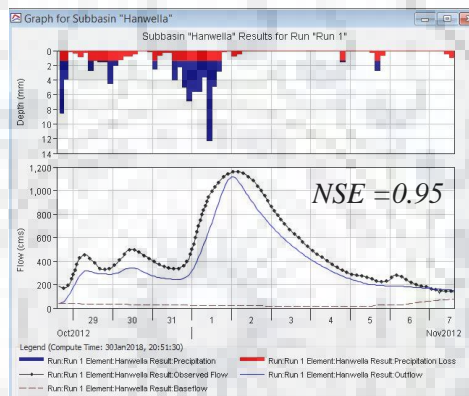 Graph for Subbasin "Hanwella"
Subbasin "Hanwella" Results for Run "Run 1"
Depth (mm)
0
2
4
6
8
10
12
14
NSE =0.95
Flow (cms)
1,200
1,000
800
600
400
200
0
29 30 31 1 2 3 4 5 6 7
Oct2012 Nov2012
Legend (Compute Time: 30Jan2018, 20:51:30)
Run:Run 1 Element:Hanwella Result:Precipitation Run:Run 1 Element:Hanwella Result:Precipitation Loss
Run:Run 1 Element:Hanwella Result:Observed Flow Run:Run 1 Element:Hanwella Result:Outflow
Run:Run 1 Element:Hanwella Result:Baseflow